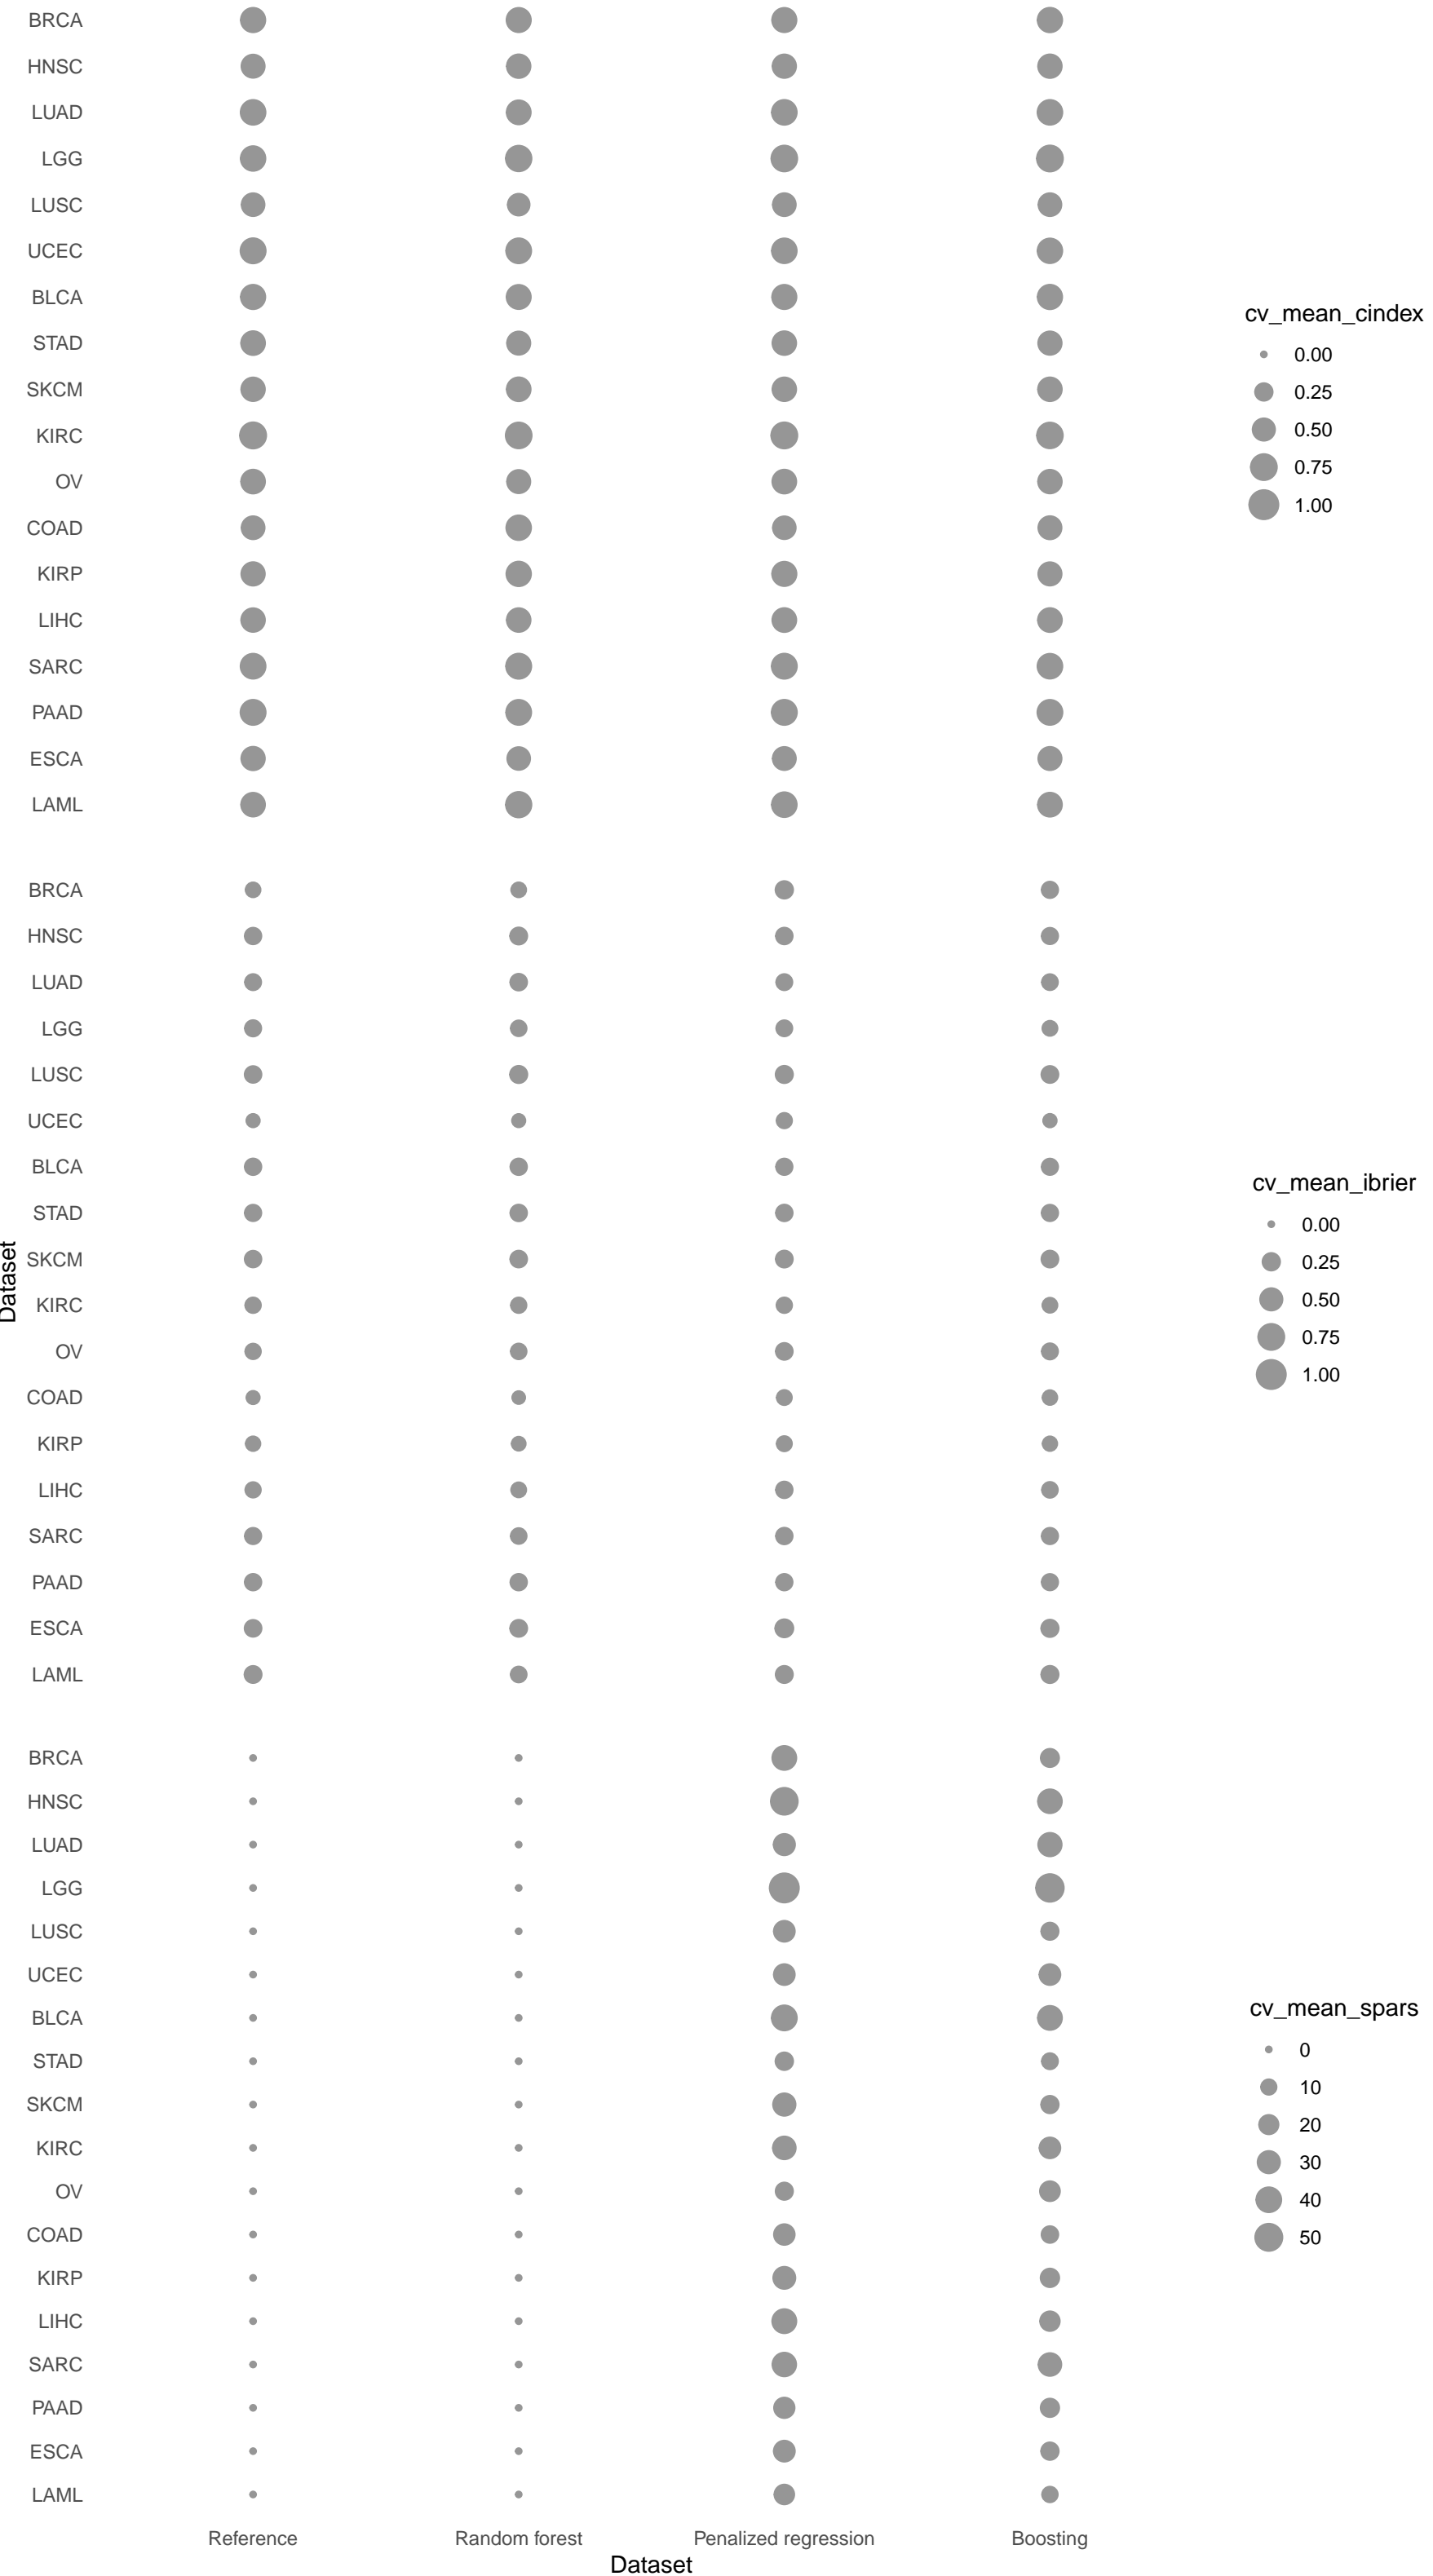 BRCA
HNSC
LUAD
LGG
LUSC
UCEC
BLCA
STAD
SKCM
KIRC
OV
COAD
KIRP
LIHC
SARC
PAAD
ESCA
LAML
cv_mean_cindex
0.00
0.25
0.50
0.75
1.00
BRCA
HNSC
LUAD
LGG
LUSC
UCEC
BLCA
STAD
SKCM
KIRC
OV
COAD
KIRP
LIHC
SARC
PAAD
ESCA
LAML
Dataset
cv_mean_ibrier
0.00
0.25
0.50
0.75
1.00
BRCA
HNSC
LUAD
LGG
LUSC
UCEC
BLCA
STAD
SKCM
KIRC
OV
COAD
KIRP
LIHC
SARC
PAAD
ESCA
LAML
cv_mean_spars
0
10
20
30
40
50
Reference Random forest Penalized regression Boosting
Dataset